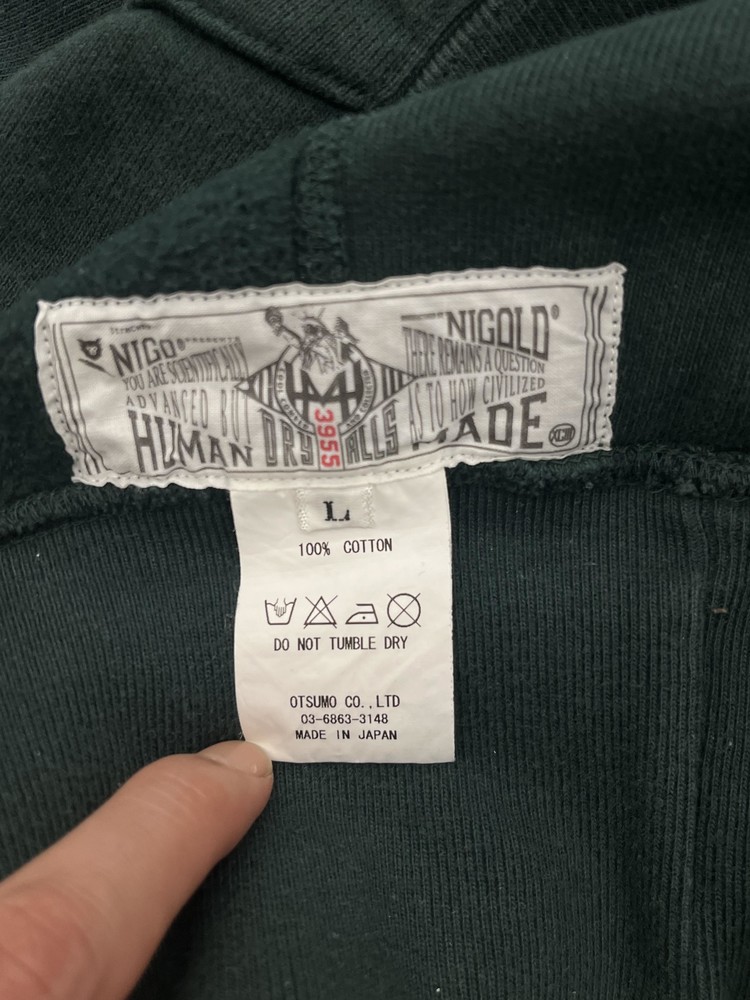 NIGO® PRESENTS
NIGOLD®
YOU ARE SCIENTIFICALLY
THERE REMAINS A QUESTION
ADVANCED BUT
AS TO HOW CIVILIZED
HUMAN
MADE
DRY ALLS
3955
L
100% COTTON
DO NOT TUMBLE DRY
OTSUMO CO.,LTD
03-6863-3148
MADE IN JAPAN